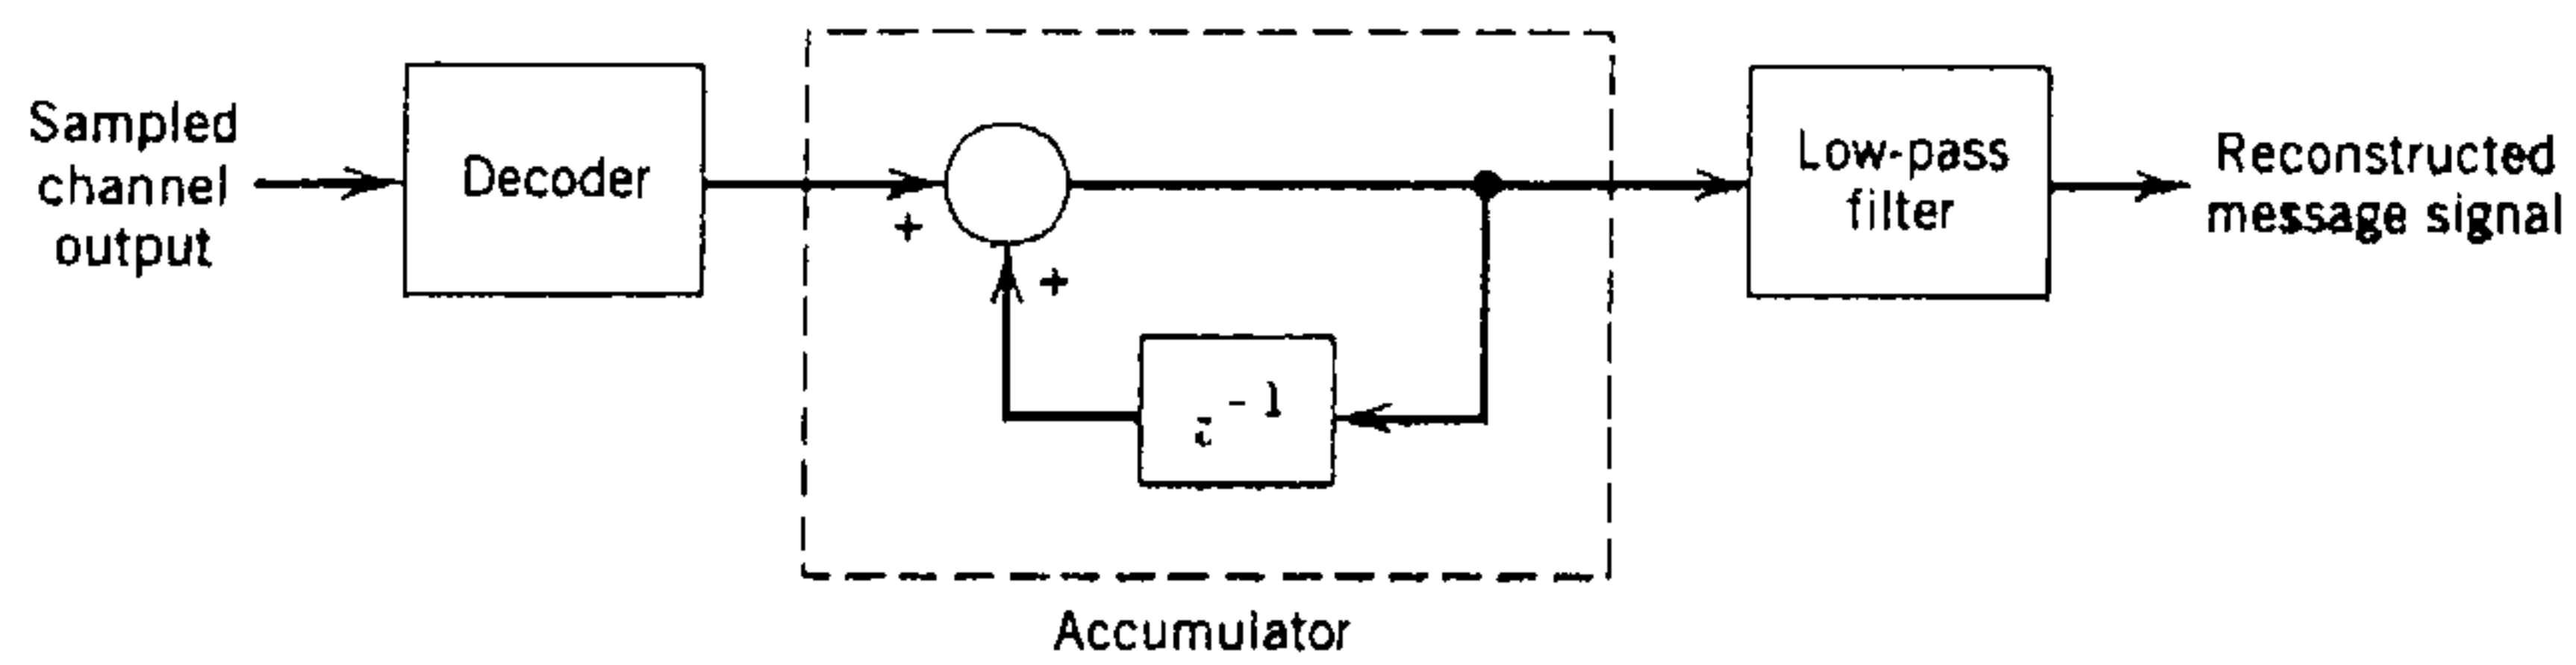 Sampled
channel
output
Decoder
+
+
z⁻¹
Low-pass
filter
Reconstructed
message signal
Accumulator